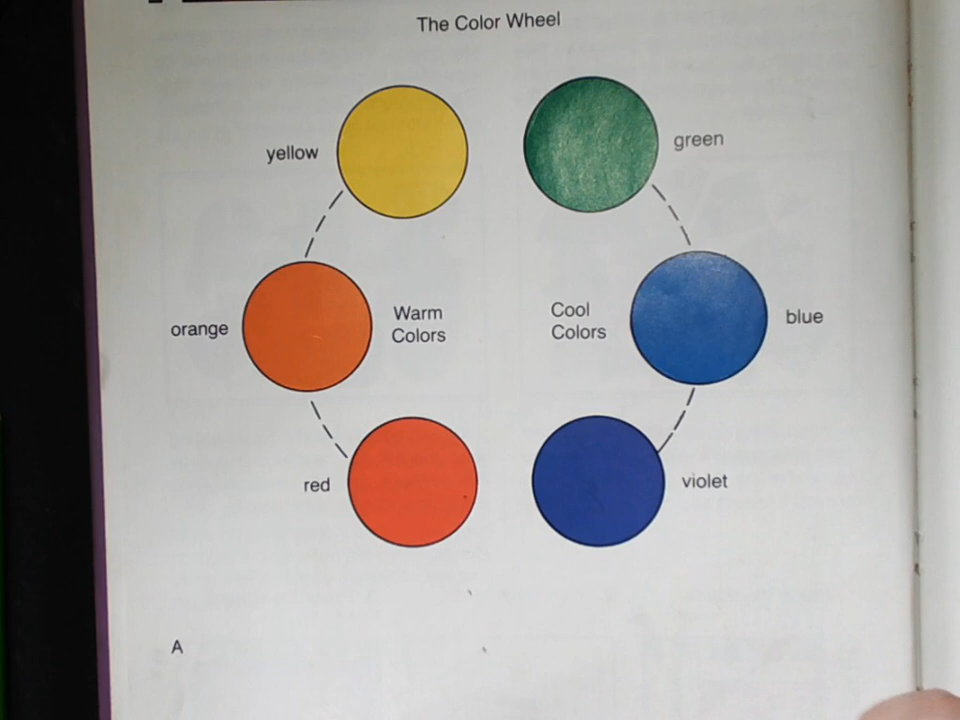 The Color Wheel
yellow
green
orange
Warm
Colors
Cool
Colors
blue
red
violet
A